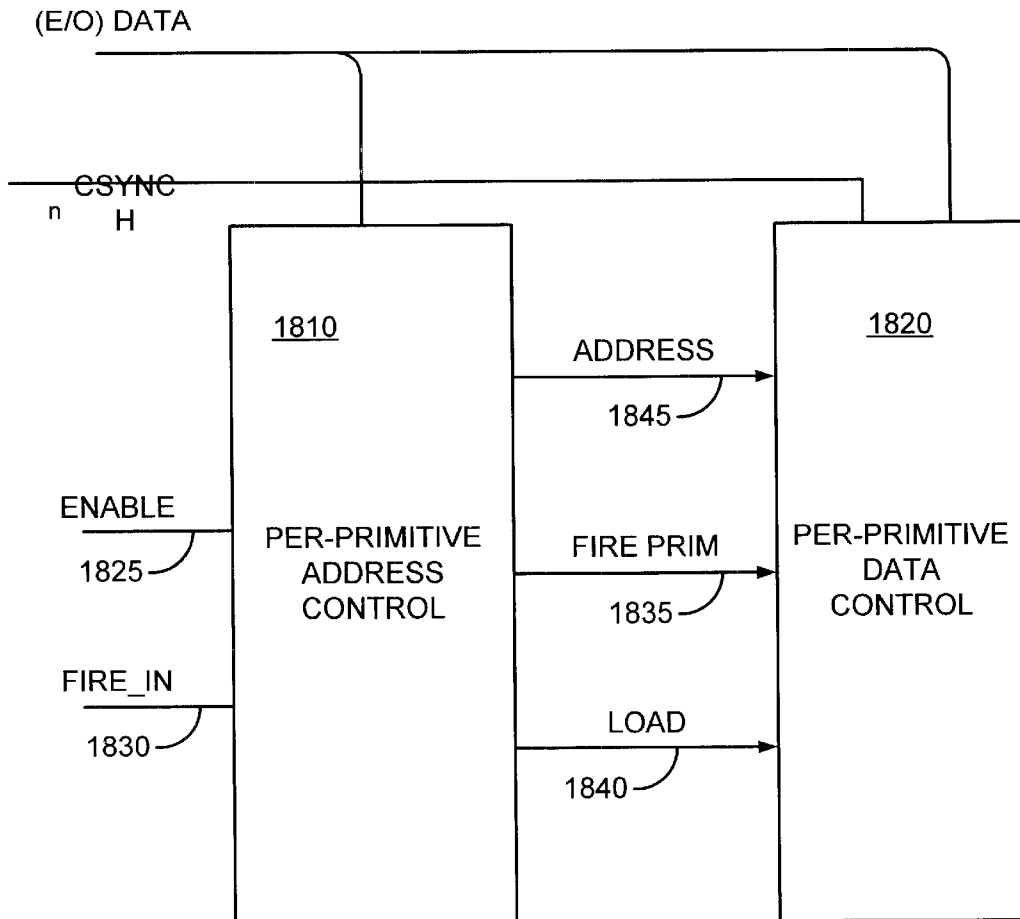 (E/O) DATA
CSYNC
n H
1810
1820
ADDRESS
1845
ENABLE
1825
PER-PRIMITIVE
ADDRESS
CONTROL
FIRE PRIM
1835
PER-PRIMITIVE
DATA
CONTROL
FIRE_IN
1830
LOAD
1840